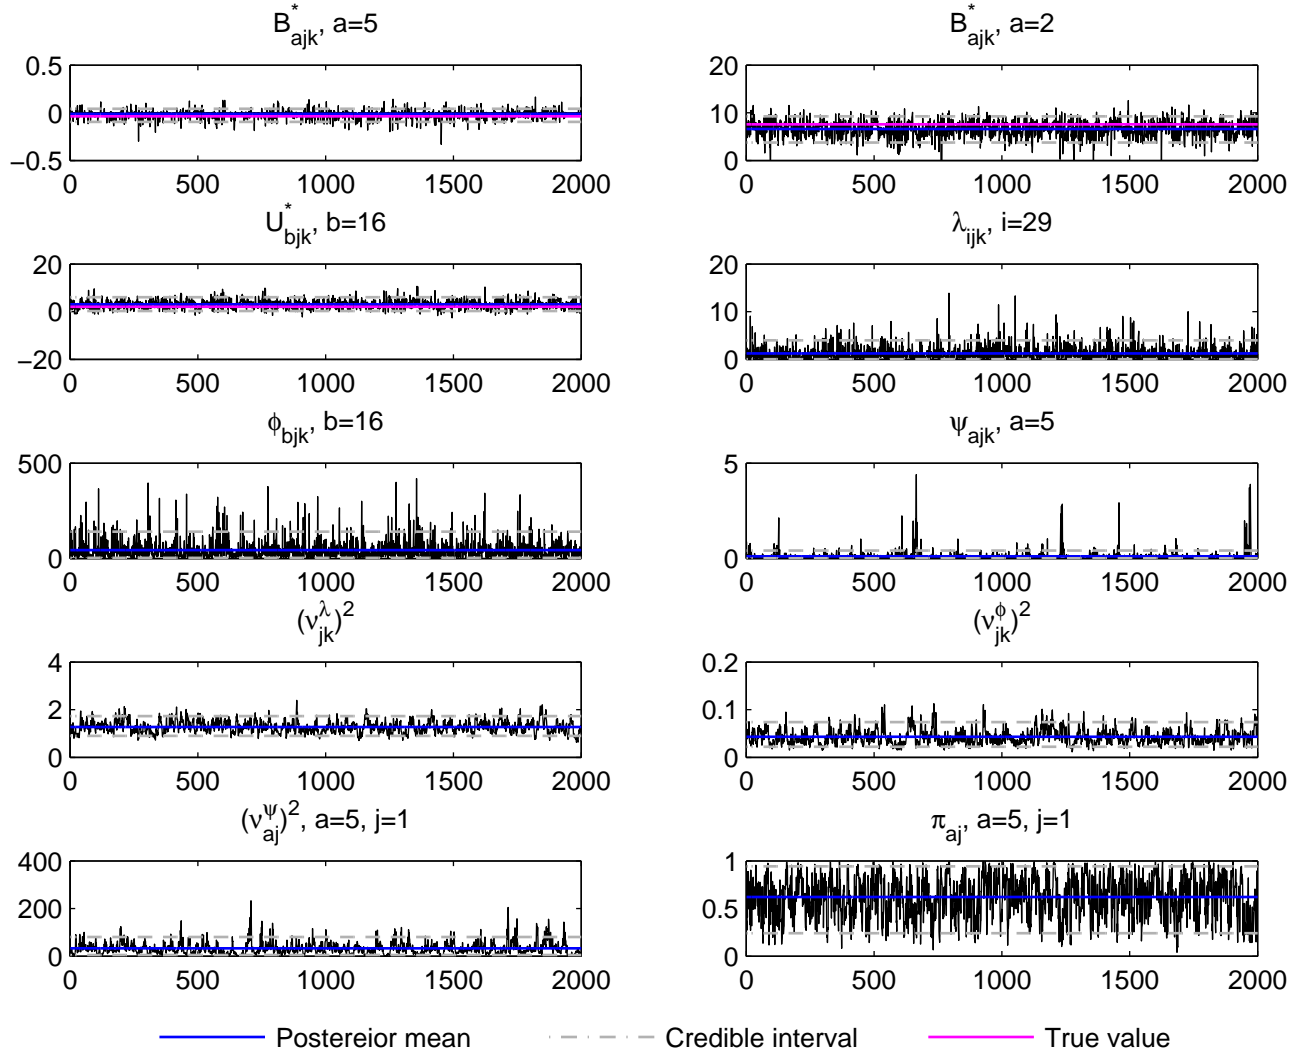 B*ajk, a=5
0.5
0
−0.5
0 500 1000 1500 2000
B*ajk, a=2
20
10
0
0 500 1000 1500 2000
U*bjk, b=16
20
0
−20
0 500 1000 1500 2000
λijk, i=29
20
10
0
0 500 1000 1500 2000
ϕbjk, b=16
500
0
0 500 1000 1500 2000
ψajk, a=5
5
0
0 500 1000 1500 2000
(νλjk)2
4
2
0
0 500 1000 1500 2000
(νϕjk)2
0.2
0.1
0
0 500 1000 1500 2000
(νψaj)2, a=5, j=1
400
200
0
0 500 1000 1500 2000
πaj, a=5, j=1
1
0.5
0
0 500 1000 1500 2000
Postereior mean
Credible interval
True value